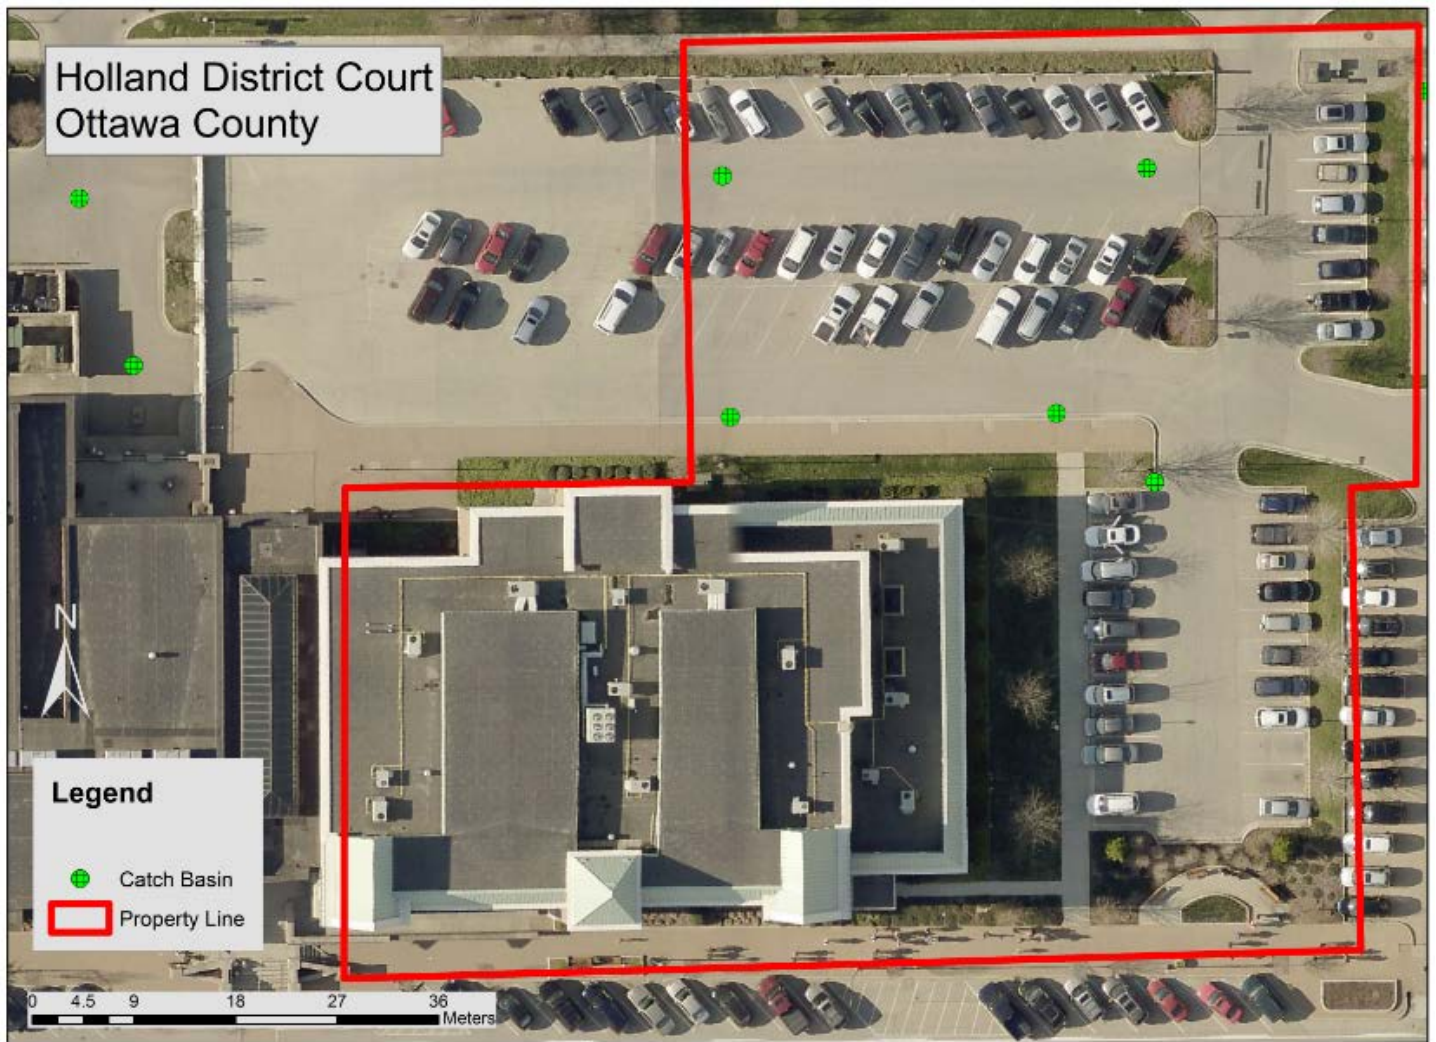 Holland District Court
Ottawa County
N
Legend
Catch Basin
Property Line
0 4.5 9 18 27 36
Meters